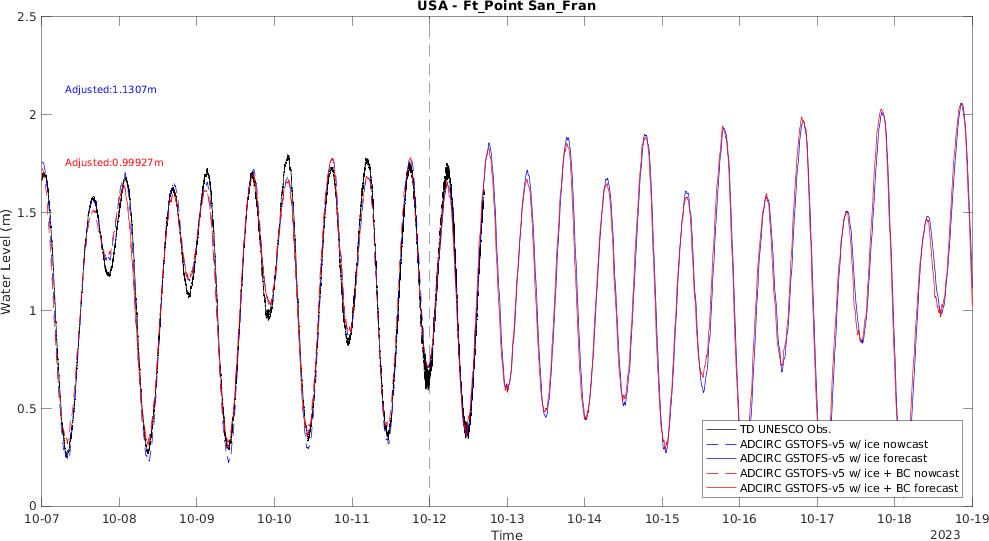 USA - Ft_Point San_Fran
2.5
Adjusted:1.1307m
2
Adjusted:0.99927m
1.5
Water Level (m)
1
0.5
0
TD UNESCO Obs.
ADCIRC GSTOFS-v5 w/ ice nowcast
ADCIRC GSTOFS-v5 w/ ice forecast
ADCIRC GSTOFS-v5 w/ ice + BC nowcast
ADCIRC GSTOFS-v5 w/ ice + BC forecast
10-07 10-08 10-09 10-10 10-11 10-12 10-13 10-14 10-15 10-16 10-17 10-18 10-19
Time
2023